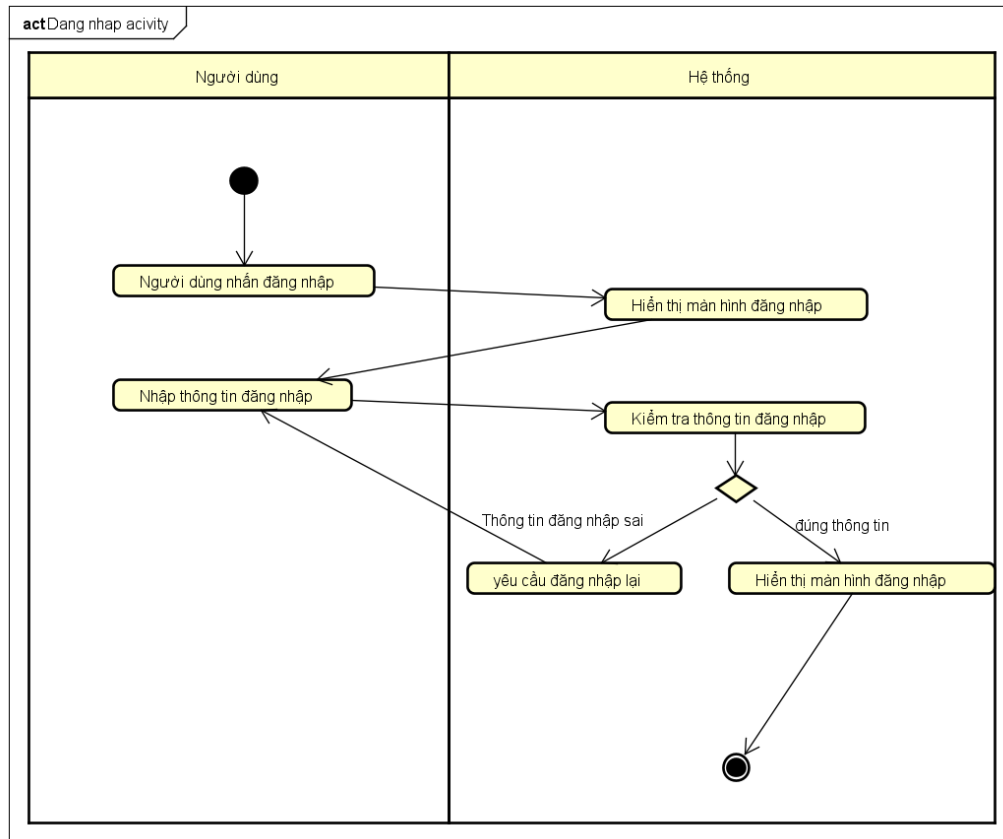 act Dang nhap acivity
Người dùng
Hệ thống
Người dùng nhấn đăng nhập
Hiển thị màn hình đăng nhập
Nhập thông tin đăng nhập
Kiểm tra thông tin đăng nhập
Thông tin đăng nhập sai
đúng thông tin
yêu cầu đăng nhập lại
Hiển thị màn hình đăng nhập